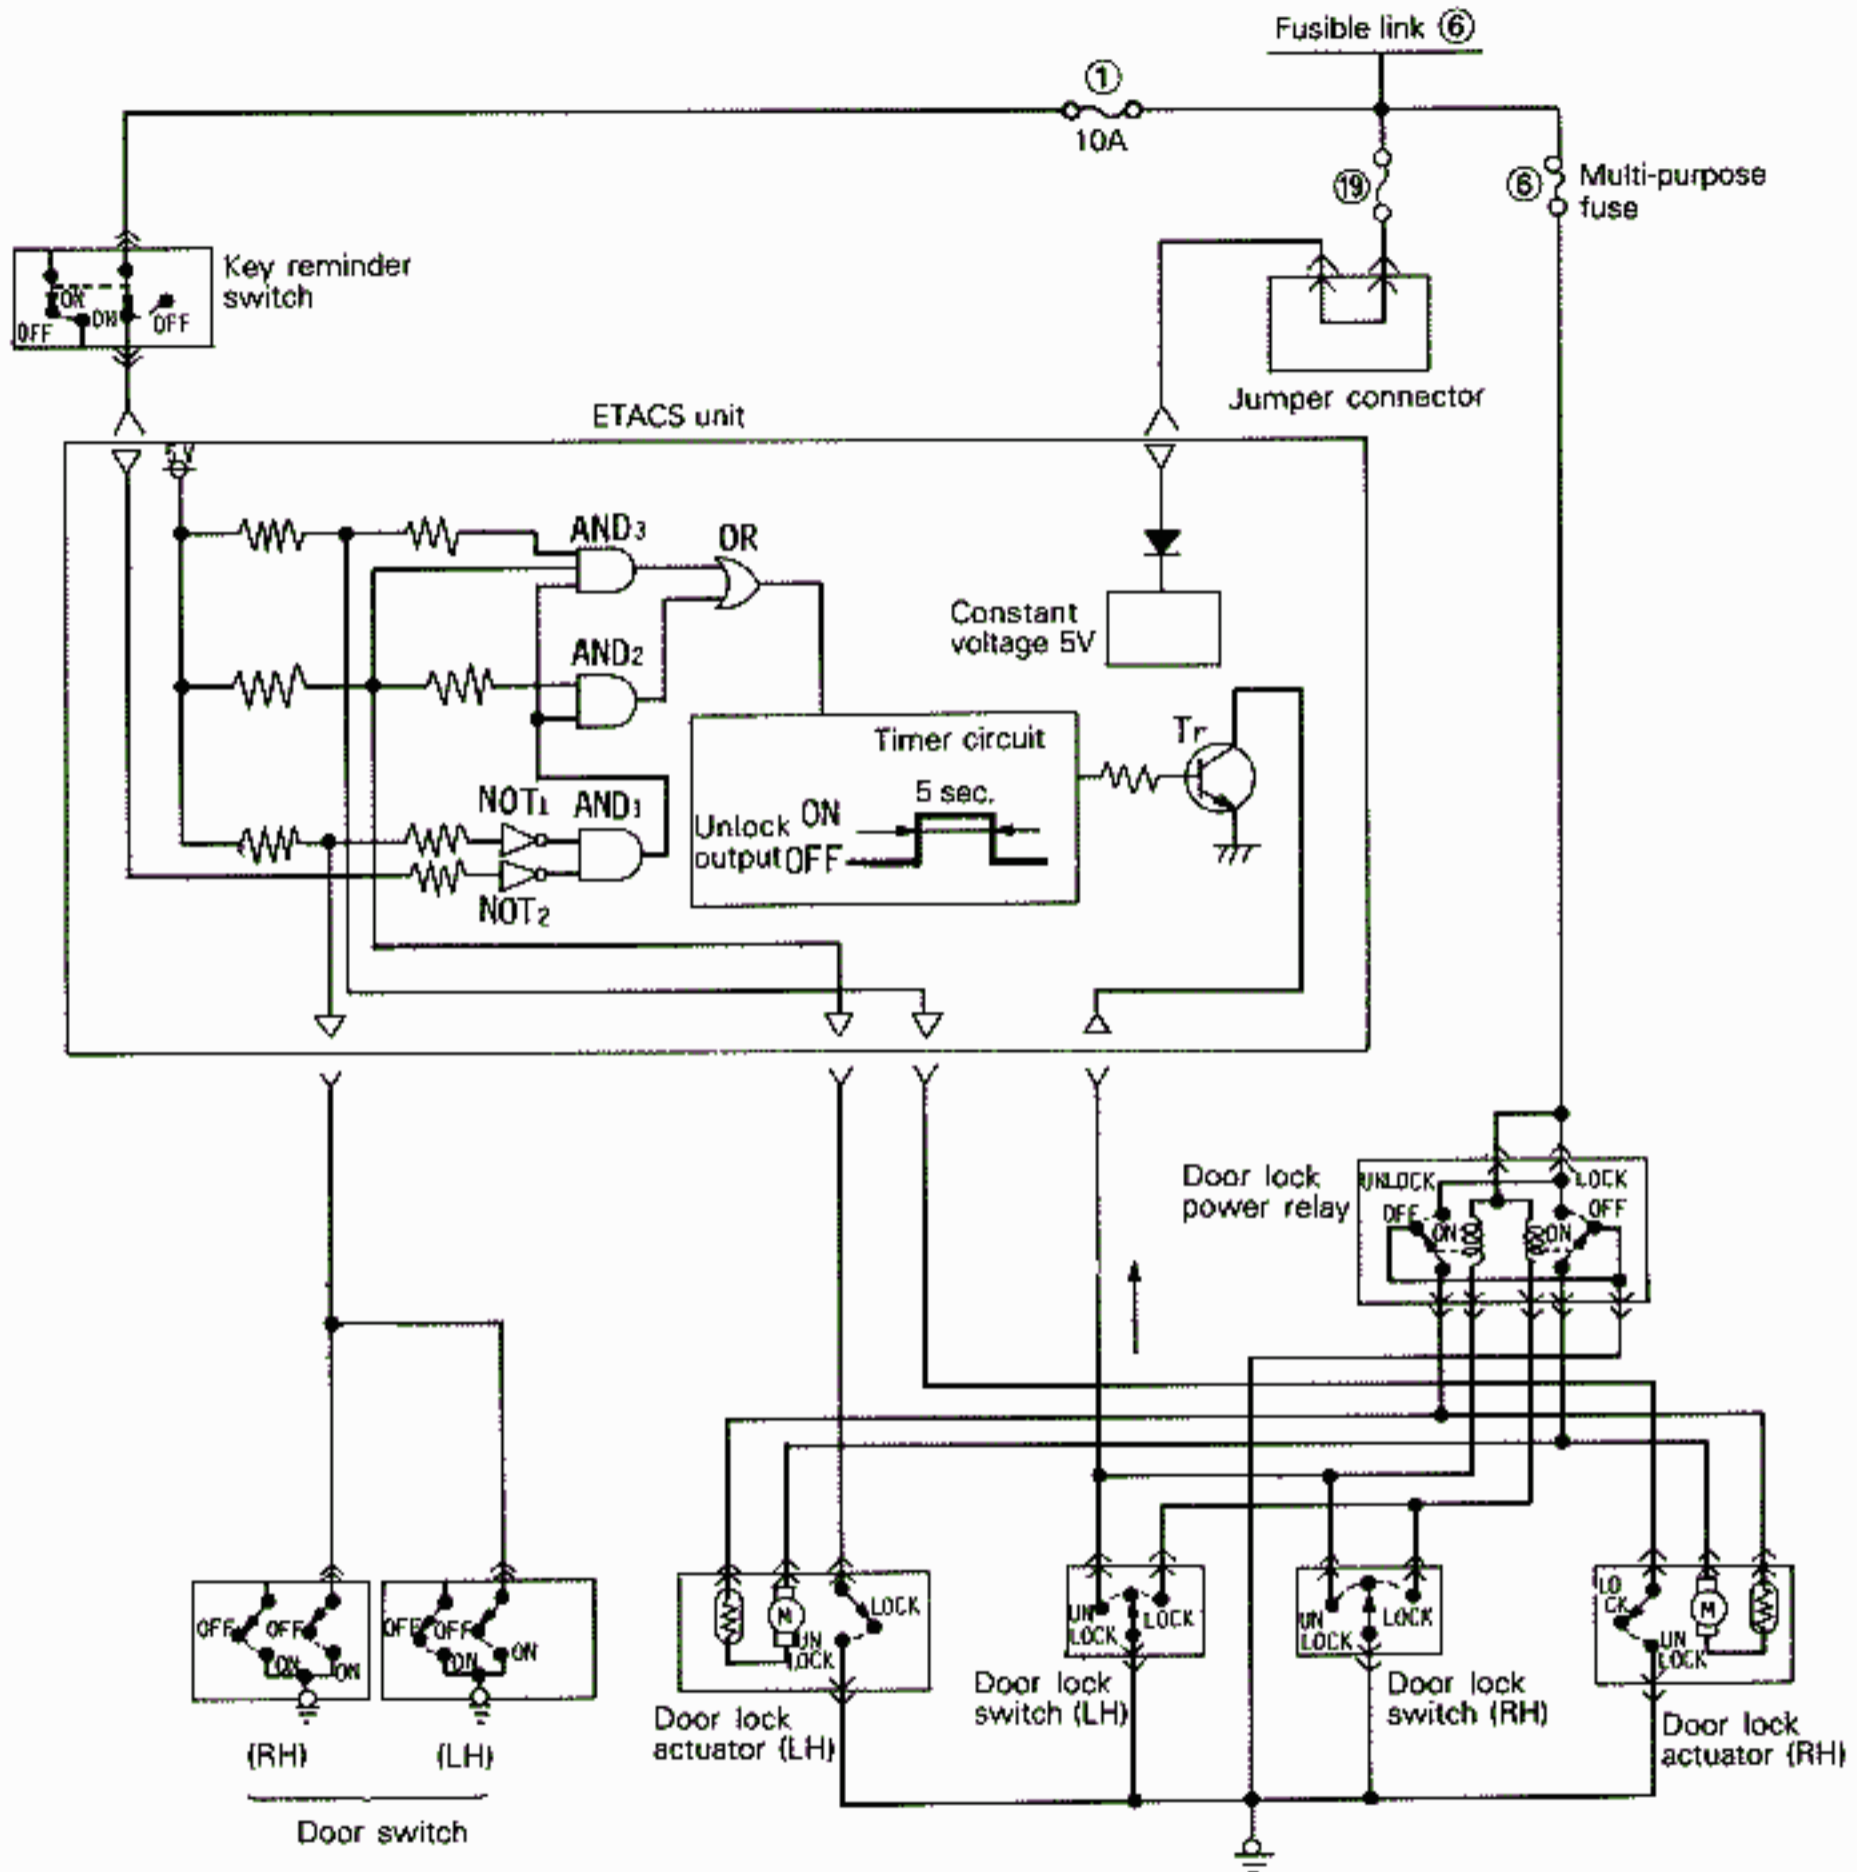 Fusible link ⑥
①
10A
⑲
⑥
Multi-purpose
fuse
Key reminder
switch
ON
OFF
ON
OFF
Jumper connector
ETACS unit
5V
AND3
OR
Constant
voltage 5V
AND2
Timer circuit
Tr
5 sec.
NOT1
AND1
Unlock
output
ON
OFF
NOT2
Door lock
power relay
UNLOCK
LOCK
OFF
OFF
ON
ON
OFF
OFF
ON
ON
OFF
OFF
ON
ON
LOCK
M
UN
LOCK
UN
LOCK
LOCK
UN
LOCK
LOCK
LO
CK
M
UN
LOCK
Door lock
actuator (LH)
Door lock
switch (LH)
Door lock
switch (RH)
Door lock
actuator (RH)
(RH)
(LH)
Door switch